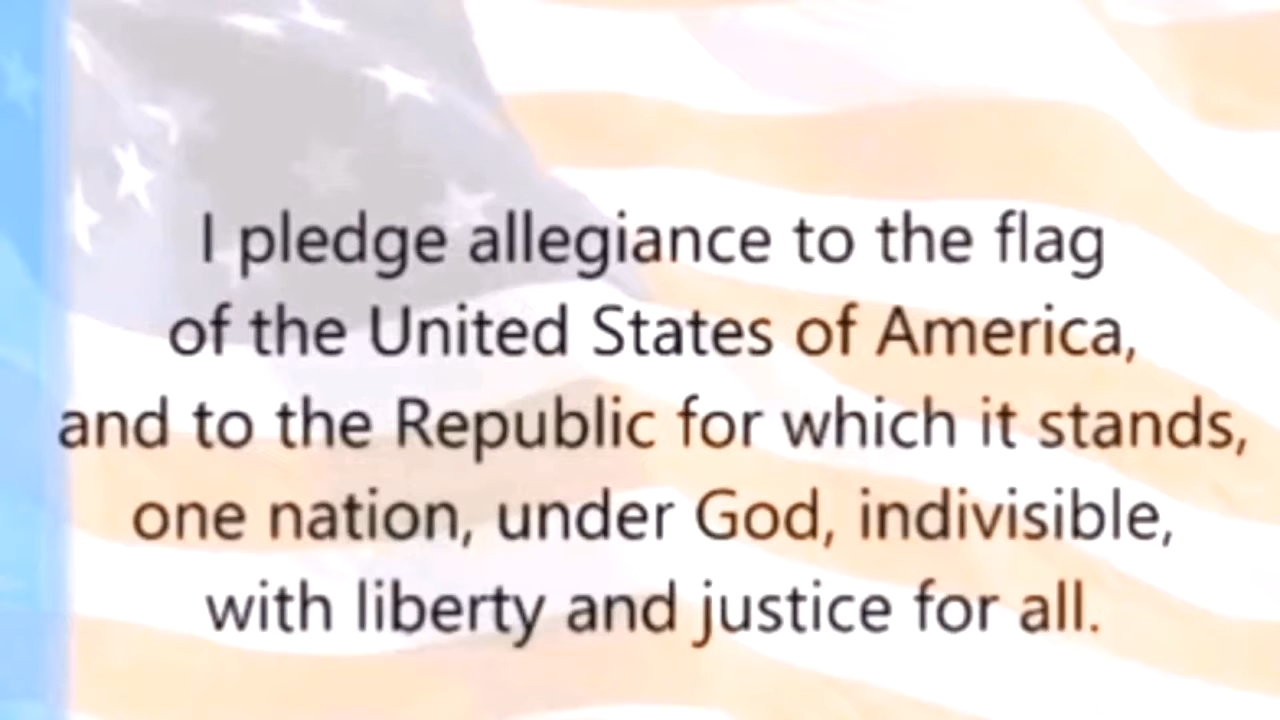 I pledge allegiance to the flag
of the United States of America,
and to the Republic for which it stands,
one nation, under God, indivisible,
with liberty and justice for all.